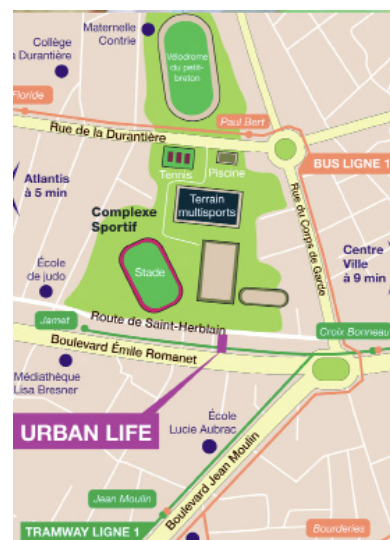 Maternelle
Contrie
Collège
a Durantière
Vélodrome
du petit-
breton
Floride
Paul Bert
Rue de la Durantière
BUS LIGNE 1
Tennis
Piscine
Atlantis
à 5 min
Terrain
multisports
Rue du Corps de Garde
Complexe
Sportif
Centre
Ville
à 9 min
École
de judo
Stade
Jamet
Route de Saint-Herblain
Croix Bonneau
Boulevard Émile Romanet
Médiathèque
Lisa Bresner
URBAN LIFE
École
Lucie Aubrac
Boulevard Jean Moulin
Jean Moulin
TRAMWAY LIGNE 1
Bourderies